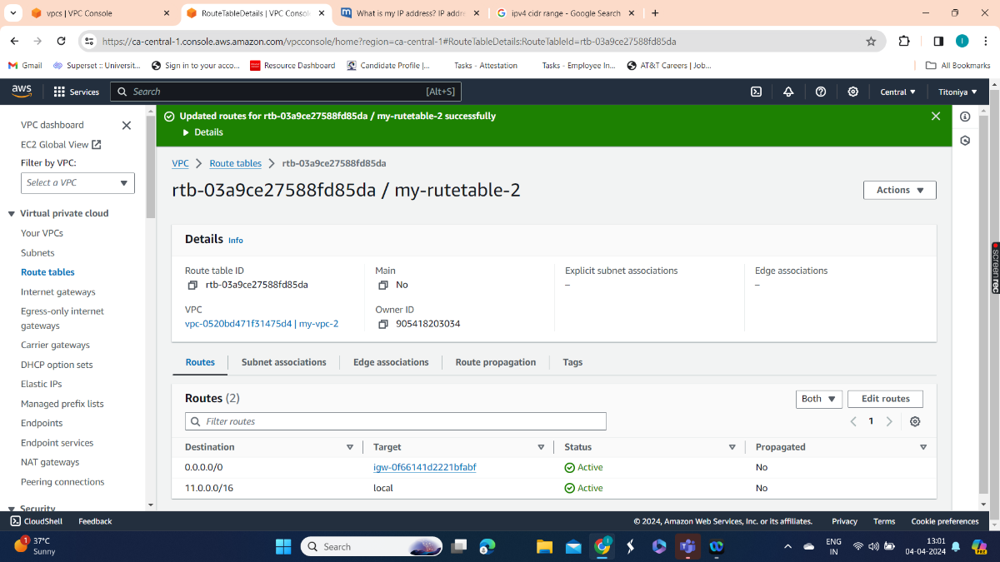 vpcs | VPC Console
RouteTableDetails | VPC Consol
What is my IP address? IP addre
ipv4 cidr range - Google Search
https://ca-central-1.console.aws.amazon.com/vpcconsole/home?region=ca-central-1#RouteTableDetails:RouteTableId=rtb-03a9ce27588fd85da
I
Gmail
Superset :: Universit...
Sign in to your acco...
Resource Dashboard
Candidate Profile |...
Tasks - Attestation
Tasks - Employee In...
AT&T Careers | Job...
All Bookmarks
aws
Services
Search
[Alt+S]
Central
Titoniya
VPC dashboard
EC2 Global View
Filter by VPC:
Select a VPC
Virtual private cloud
Your VPCs
Subnets
Route tables
Internet gateways
Egress-only internet
gateways
Carrier gateways
DHCP option sets
Elastic IPs
Managed prefix lists
Endpoints
Endpoint services
NAT gateways
Peering connections
Security
Updated routes for rtb-03a9ce27588fd85da / my-rutetable-2 successfully
Details
VPC > Route tables > rtb-03a9ce27588fd85da
rtb-03a9ce27588fd85da / my-rutetable-2
Actions
Details Info
Route table ID
rtb-03a9ce27588fd85da
Main
No
Explicit subnet associations
–
Edge associations
–
VPC
vpc-0520bd471f31475d4 | my-vpc-2
Owner ID
905418203034
Routes
Subnet associations
Edge associations
Route propagation
Tags
Routes (2)
Both
Edit routes
Filter routes
1
Destination
Target
Status
Propagated
0.0.0.0/0
igw-0f66141d2221bfabf
Active
No
11.0.0.0/16
local
Active
No
screen rec
CloudShell
Feedback
© 2024, Amazon Web Services, Inc. or its affiliates.
Privacy
Terms
Cookie preferences
1
37°C
Sunny
Search
ENG
IN
13:01
04-04-2024
PRE